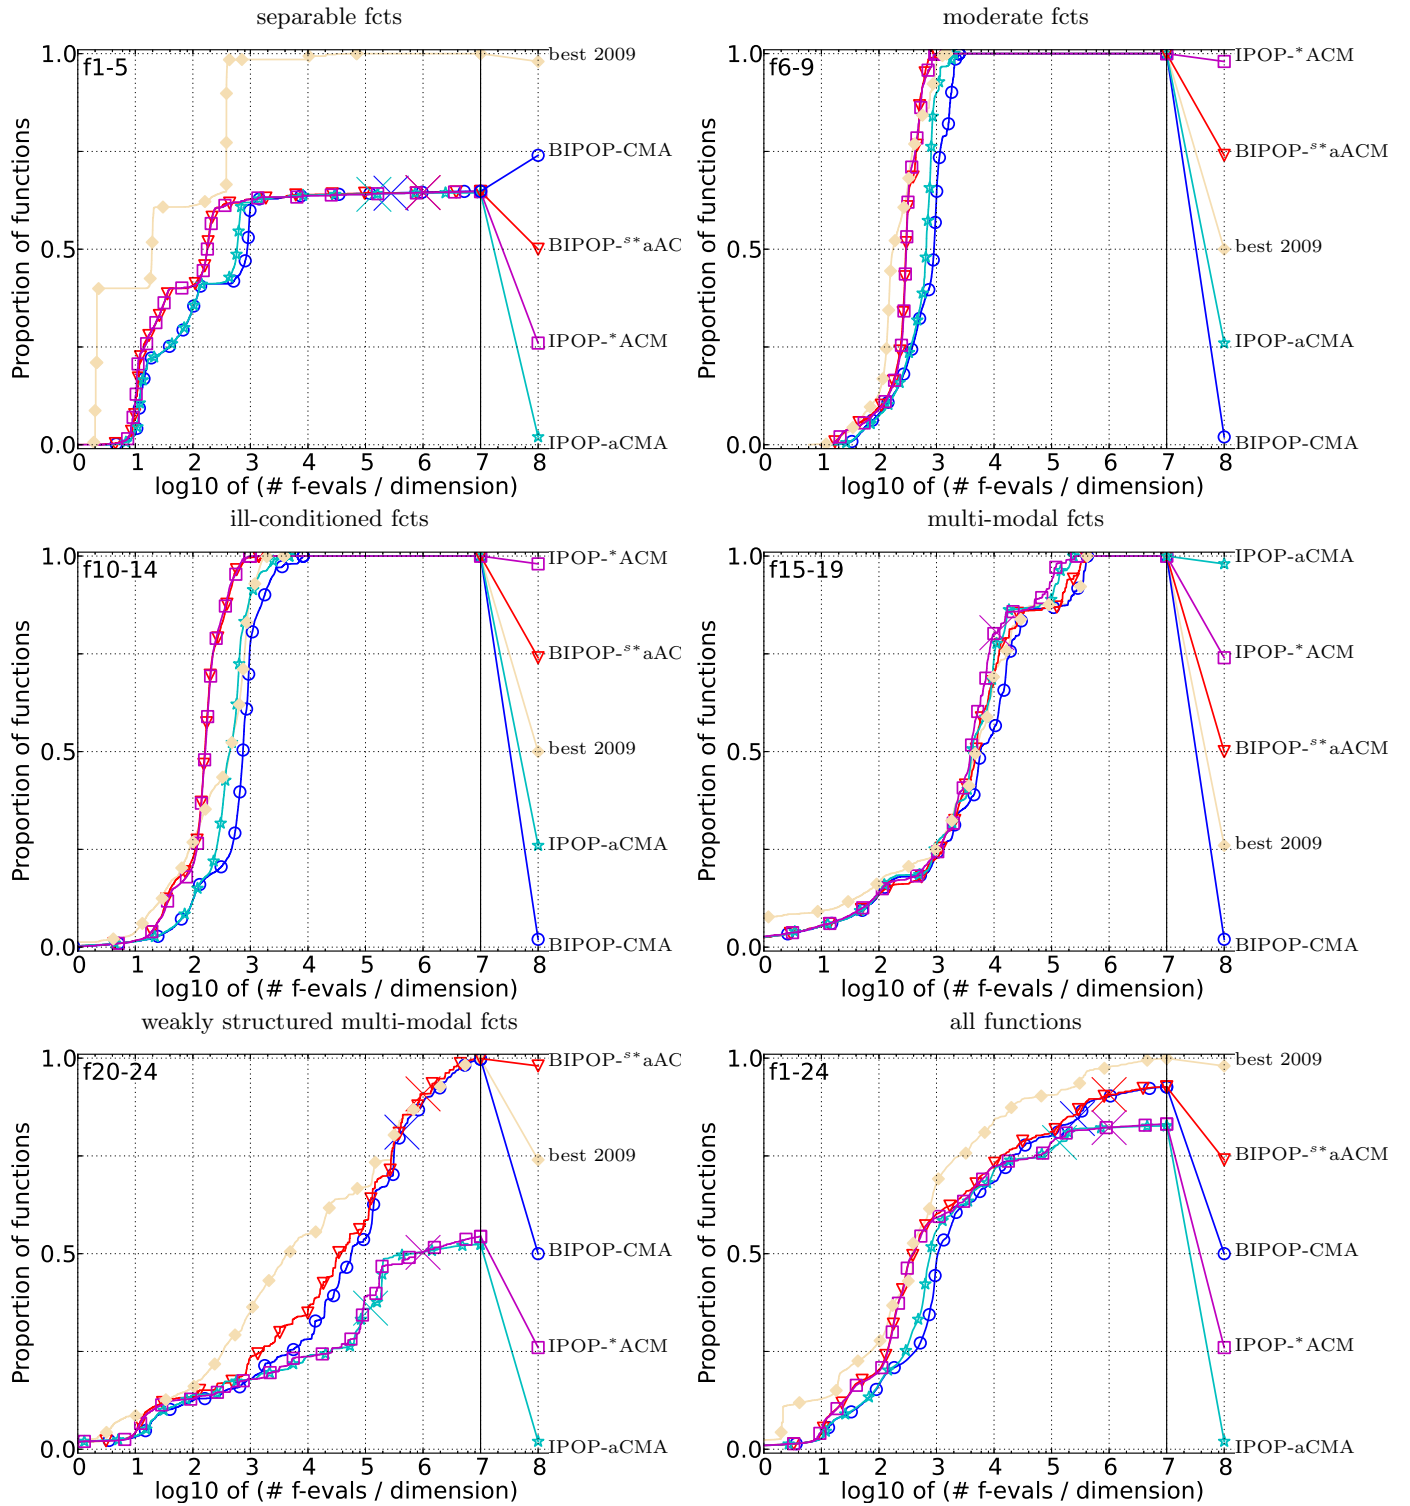 separable fcts
f1-5
1.0
0.5
0.0
Proportion of functions
0 1 2 3 4 5 6 7 8
log10 of (# f-evals / dimension)
best 2009
BIPOP-CMA
BIPOP-s*aAC
IPOP-*ACM
IPOP-aCMA
moderate fcts
f6-9
1.0
0.5
0.0
Proportion of functions
0 1 2 3 4 5 6 7 8
log10 of (# f-evals / dimension)
IPOP-*ACM
BIPOP-s*aACM
best 2009
IPOP-aCMA
BIPOP-CMA
ill-conditioned fcts
f10-14
1.0
0.5
0.0
Proportion of functions
0 1 2 3 4 5 6 7 8
log10 of (# f-evals / dimension)
IPOP-*ACM
BIPOP-s*aAC
best 2009
IPOP-aCMA
BIPOP-CMA
multi-modal fcts
f15-19
1.0
0.5
0.0
Proportion of functions
0 1 2 3 4 5 6 7 8
log10 of (# f-evals / dimension)
IPOP-aCMA
IPOP-*ACM
BIPOP-s*aACM
best 2009
BIPOP-CMA
weakly structured multi-modal fcts
f20-24
1.0
0.5
0.0
Proportion of functions
0 1 2 3 4 5 6 7 8
log10 of (# f-evals / dimension)
BIPOP-s*aAC
best 2009
BIPOP-CMA
IPOP-*ACM
IPOP-aCMA
all functions
f1-24
1.0
0.5
0.0
Proportion of functions
0 1 2 3 4 5 6 7 8
log10 of (# f-evals / dimension)
best 2009
BIPOP-s*aACM
BIPOP-CMA
IPOP-*ACM
IPOP-aCMA